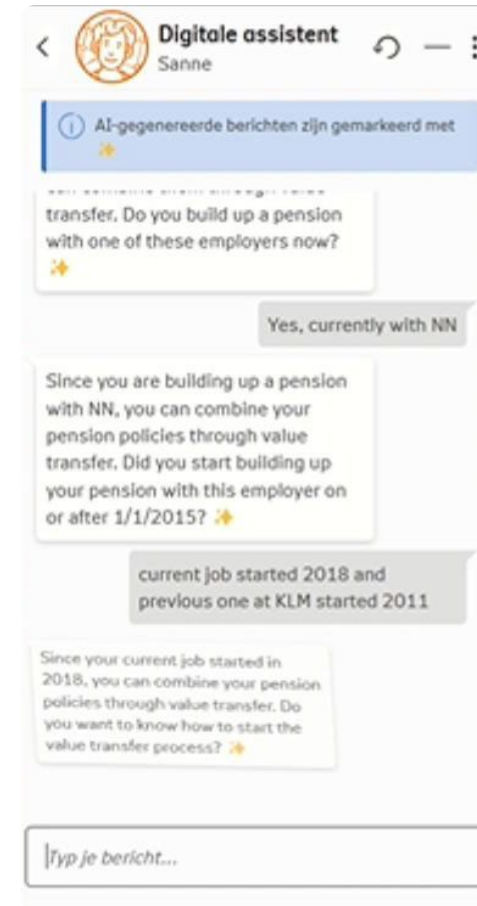 Digitale assistent
Sanne
AI-gegenereerde berichten zijn gemarkeerd met
transfer. Do you build up a pension
with one of these employers now?
Yes, currently with NN
Since you are building up a pension
with NN, you can combine your
pension policies through value
transfer. Did you start building up
your pension with this employer on
or after 1/1/2015?
current job started 2018 and
previous one at KLM started 2011
Since your current job started in
2018, you can combine your pension
policies through value transfer. Do
you want to know how to start the
value transfer process?
Typ je bericht...